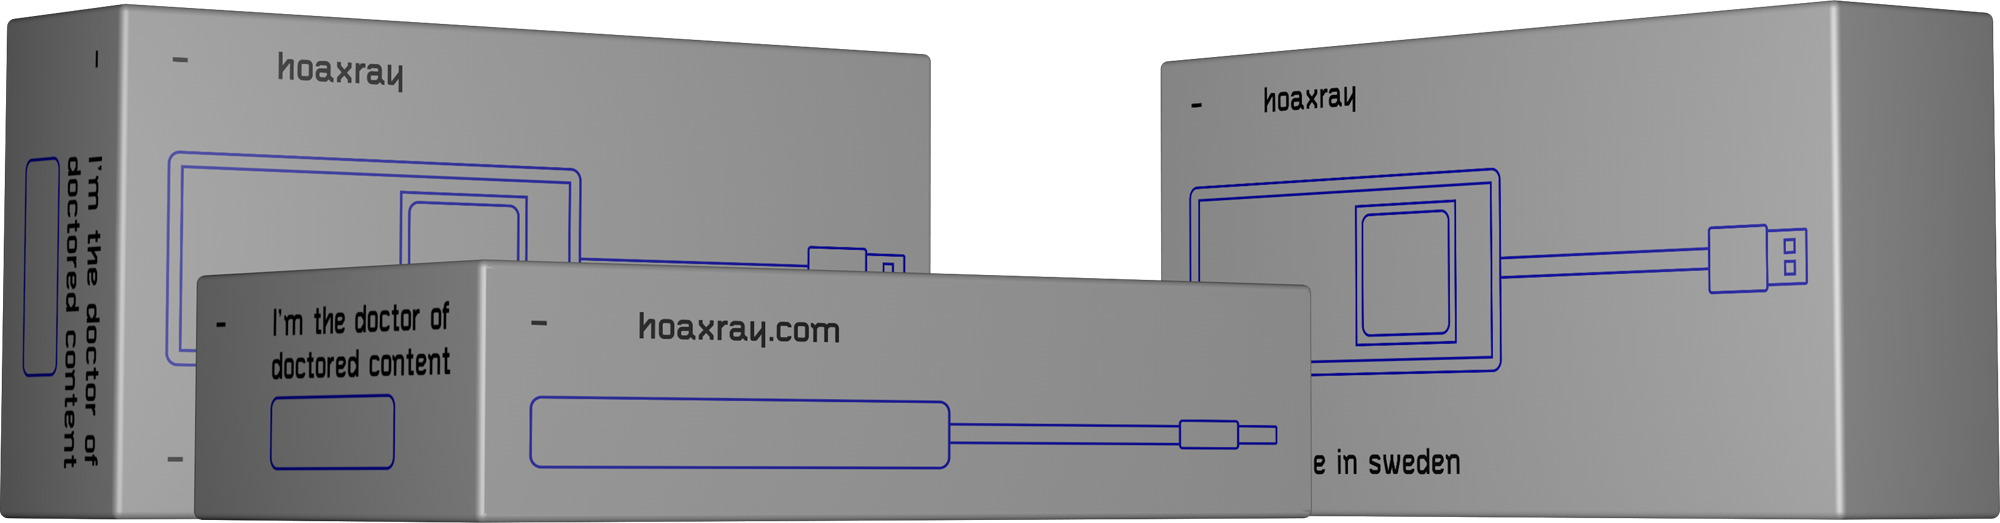 hoaxray
I'm the doctor of
doctored content
I'm the doctor of
doctored content
hoaxray.com
hoaxray
e in sweden